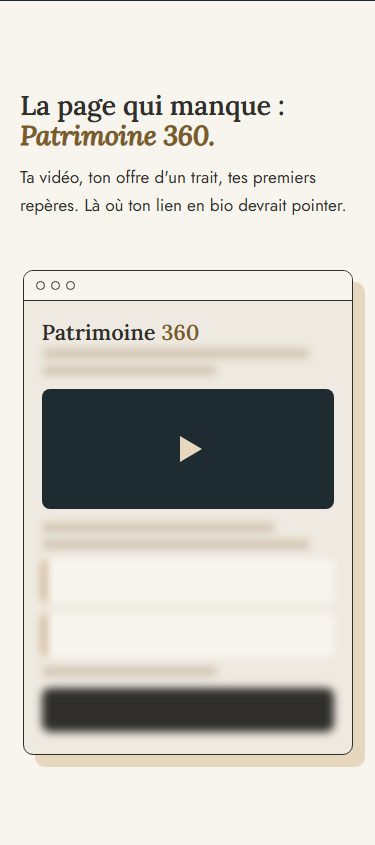 La page qui manque :
Patrimoine 360.
Ta vidéo, ton offre d'un trait, tes premiers
repères. Là où ton lien en bio devrait pointer.
Patrimoine 360